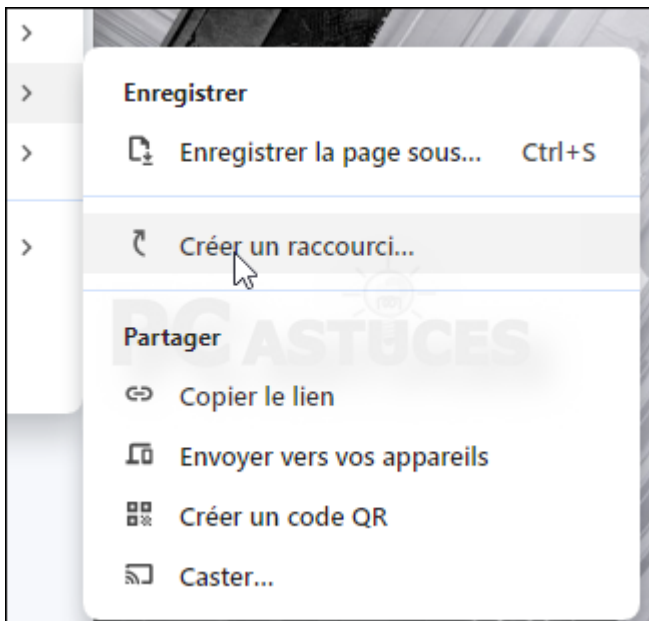 Enregistrer
Enregistrer la page sous... Ctrl+S
Créer un raccourci...
PC ASTUCES
Partager
Copier le lien
Envoyer vers vos appareils
Créer un code QR
Caster...